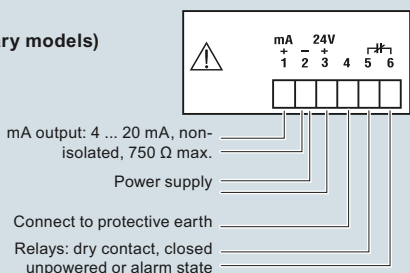 ry models)
mA 24V
+ – +
1 2 3 4 5 6
mA output: 4 ... 20 mA, non-
isolated, 750 Ω max.
Power supply
Connect to protective earth
Relays: dry contact, closed
unpowered or alarm state